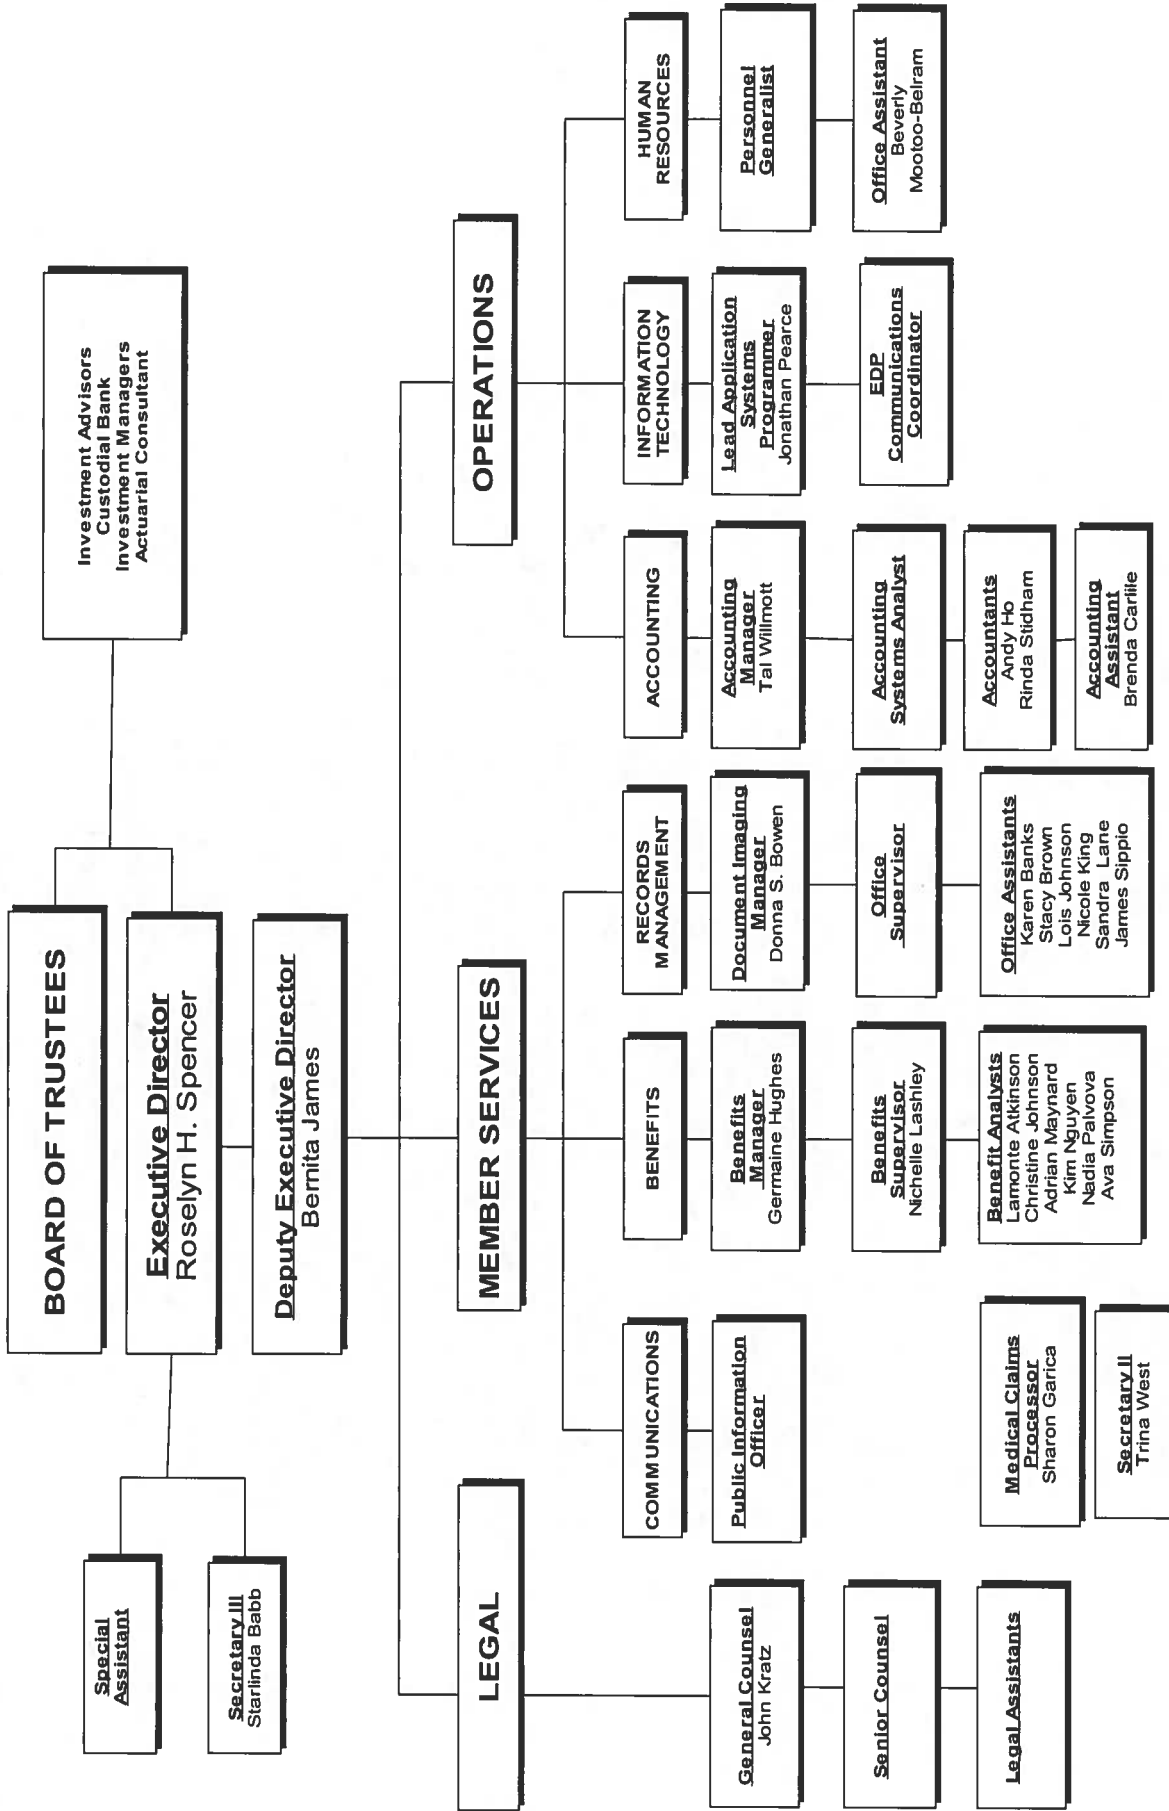 BOARD OF TRUSTEES
Investment Advisors
Custodial Bank
Investment Managers
Actuarial Consultant
Special
Assistant
Executive Director
Roselyn H. Spencer
Secretary III
Starlinda Babb
Deputy Executive Director
Bernita James
LEGAL
MEMBER SERVICES
OPERATIONS
COMMUNICATIONS
BENEFITS
RECORDS
MANAGEMENT
ACCOUNTING
INFORMATION
TECHNOLOGY
HUMAN
RESOURCES
General Counsel
John Kratz
Public Information
Officer
Benefits
Manager
Germaine Hughes
Document Imaging
Manager
Donna S. Bowen
Accounting
Manager
Tal Willmott
Lead Application
Systems
Programmer
Jonathan Pearce
Personnel
Generalist
Senior Counsel
Benefits
Supervisor
Nichelle Lashley
Office
Supervisor
Accounting
Systems Analyst
EDP
Communications
Coordinator
Office Assistant
Beverly
Mootoo-Belram
Legal Assistants
Medical Claims
Processor
Sharon Garica
Benefit Analysts
Lamonte Atkinson
Christine Johnson
Adrian Maynard
Kim Nguyen
Nadia Palvova
Ava Simpson
Office Assistants
Karen Banks
Stacy Brown
Lois Johnson
Nicole King
Sandra Lane
James Sippio
Accountants
Andy Ho
Rinda Stidham
Secretary II
Trina West
Accounting
Assistant
Brenda Carlile